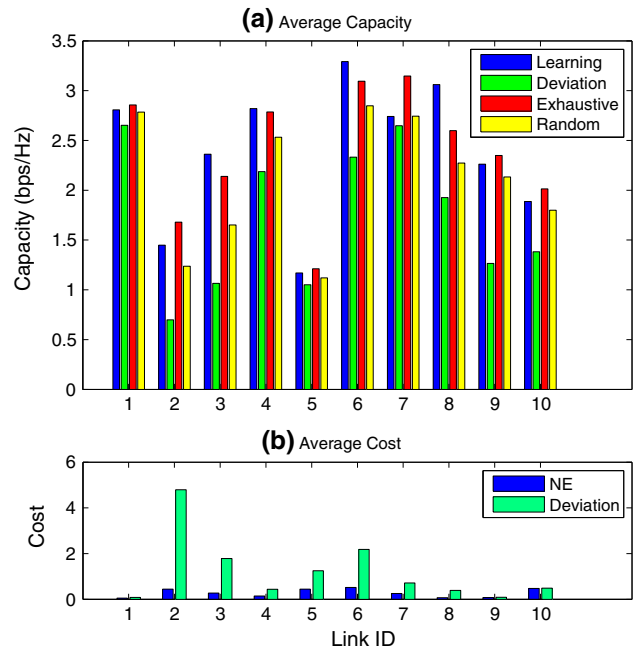 (a) Average Capacity
3.5
3
2.5
2
1.5
1
0.5
0
Capacity (bps/Hz)
Learning
Deviation
Exhaustive
Random
1 2 3 4 5 6 7 8 9 10
(b) Average Cost
6
4
2
0
Cost
NE
Deviation
1 2 3 4 5 6 7 8 9 10
Link ID